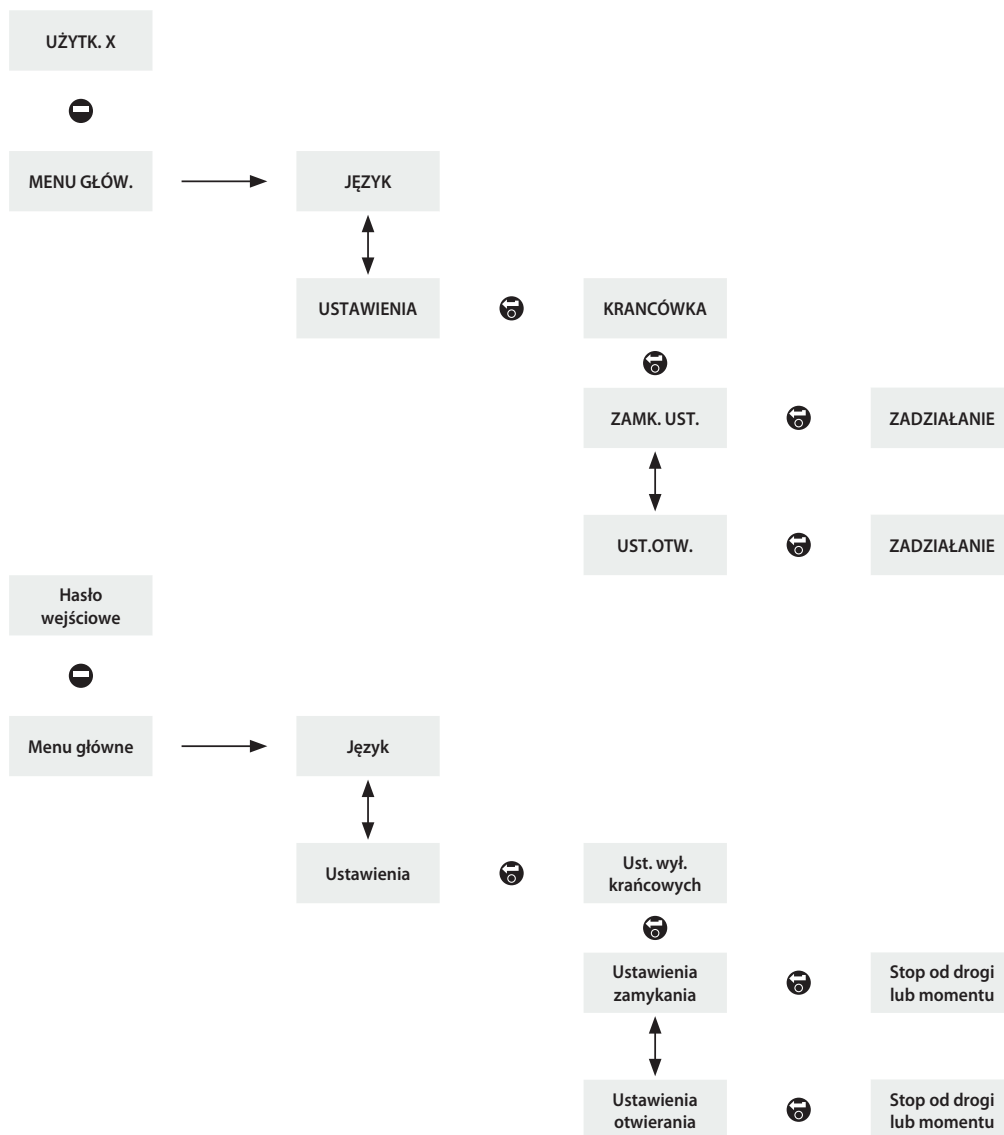 UŻYTK. X
MENU GŁÓW.
JĘZYK
USTAWIENIA
KRANCÓWKA
ZAMK. UST.
ZADZIAŁANIE
UST.OTW.
ZADZIAŁANIE
Hasło
wejściowe
Menu główne
Język
Ustawienia
Ust. wył.
krańcowych
Ustawienia
zamykania
Stop od drogi
lub momentu
Ustawienia
otwierania
Stop od drogi
lub momentu